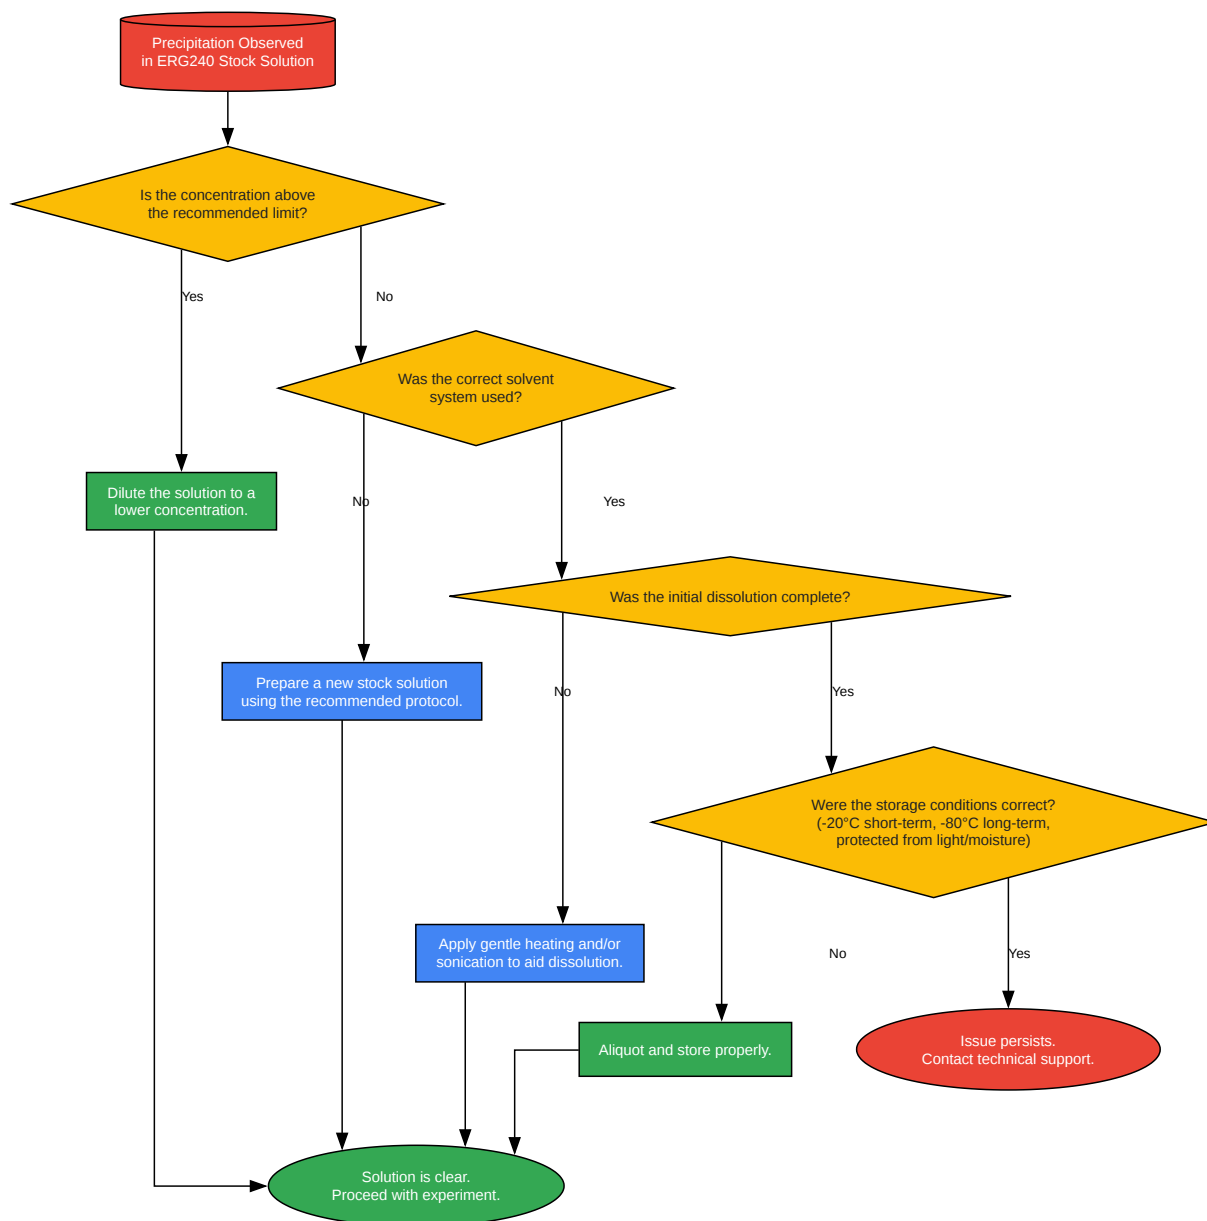 Precipitation Observed
in ERG240 Stock Solution
Is the concentration above
the recommended limit?
Yes
No
Was the correct solvent
system used?
Dilute the solution to a
lower concentration.
No
Yes
Was the initial dissolution complete?
Prepare a new stock solution
using the recommended protocol.
No
Yes
Were the storage conditions correct?
(-20°C short-term, -80°C long-term,
protected from light/moisture)
Apply gentle heating and/or
sonication to aid dissolution.
No
Yes
Aliquot and store properly.
Issue persists.
Contact technical support.
Solution is clear.
Proceed with experiment.